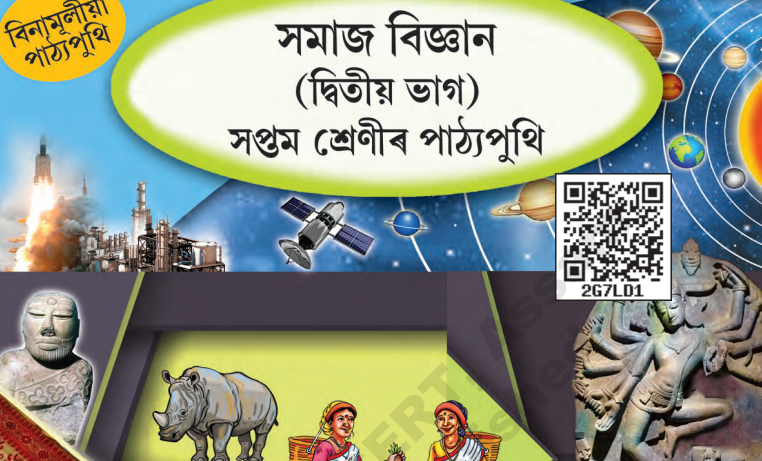 বিনামূলীয়া
পাঠ্যপুথি
সমাজ বিজ্ঞান
(দ্বিতীয় ভাগ)
সপ্তম শ্ৰেণীৰ পাঠ্যপুথি
2G7LD1